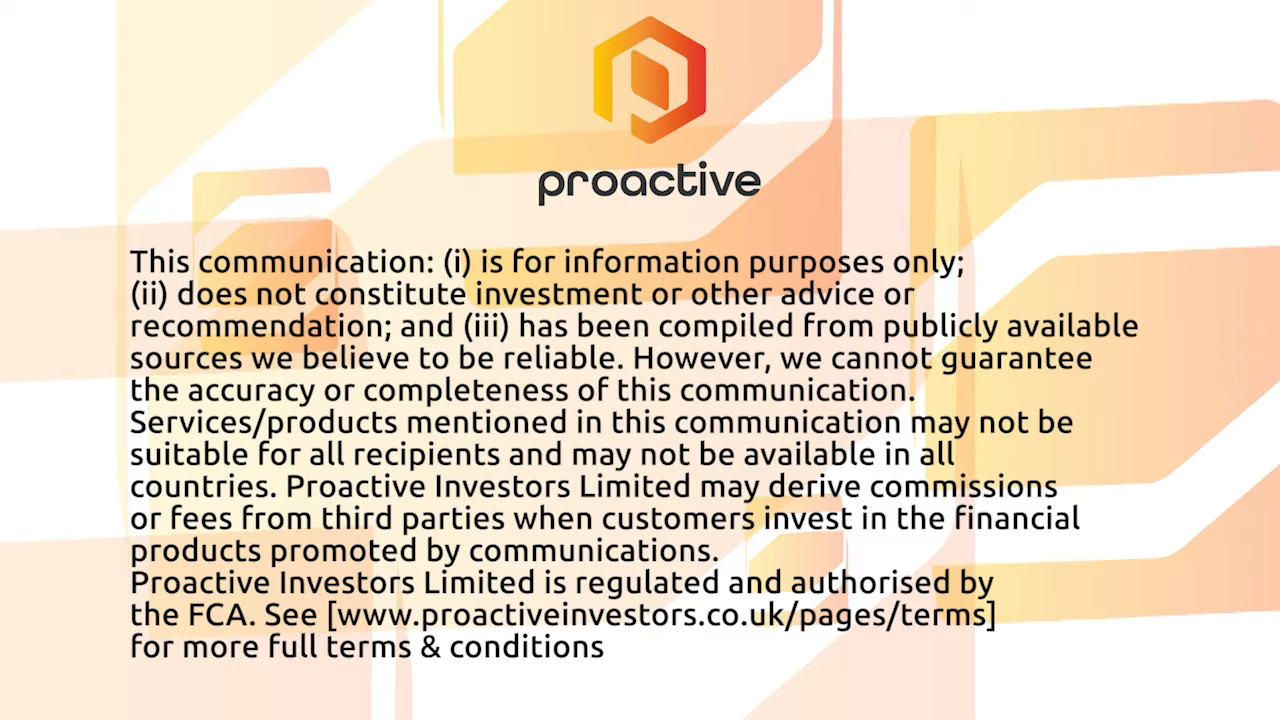 proactive
This communication: (i) is for information purposes only;
(ii) does not constitute investment or other advice or
recommendation; and (iii) has been compiled from publicly available
sources we believe to be reliable. However, we cannot guarantee
the accuracy or completeness of this communication.
Services/products mentioned in this communication may not be
suitable for all recipients and may not be available in all
countries. Proactive Investors Limited may derive commissions
or fees from third parties when customers invest in the financial
products promoted by communications.
Proactive Investors Limited is regulated and authorised by
the FCA. See [www.proactiveinvestors.co.uk/pages/terms]
for more full terms & conditions